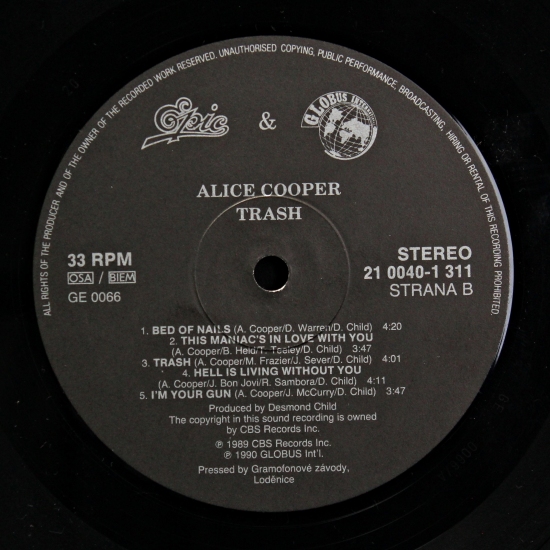 ALL RIGHTS OF THE PRODUCER AND OF THE OWNER OF THE RECORDED WORK RESERVED. UNAUTHORISED COPYING, PUBLIC PERFORMANCE, BROADCASTING, HIRING OR RENTAL OF THIS RECORDING PROHIBITED.
Epic & GLOBUS INTERNATIONAL
ALICE COOPER
TRASH
33 RPM
OSA / BIEM
GE 0066
STEREO
21 0040-1 311
STRANA B
1. BED OF NAILS (A. Cooper/D. Warren/D. Child) 4:20
2. THIS MANIAC'S IN LOVE WITH YOU
(A. Cooper/B. Held/T. Teeley/D. Child) 3:47
3. TRASH (A. Cooper/M. Frazier/J. Sever/D. Child) 4:01
4. HELL IS LIVING WITHOUT YOU
(A. Cooper/J. Bon Jovi/R. Sambora/D. Child) 4:11
5. I'M YOUR GUN (A. Cooper/J. McCurry/D. Child) 3:47
Produced by Desmond Child
The copyright in this sound recording is owned
by CBS Records Inc.
℗ 1989 CBS Records Inc.
℗ 1990 GLOBUS Int'l.
Pressed by Gramofonové závody,
Loděnice